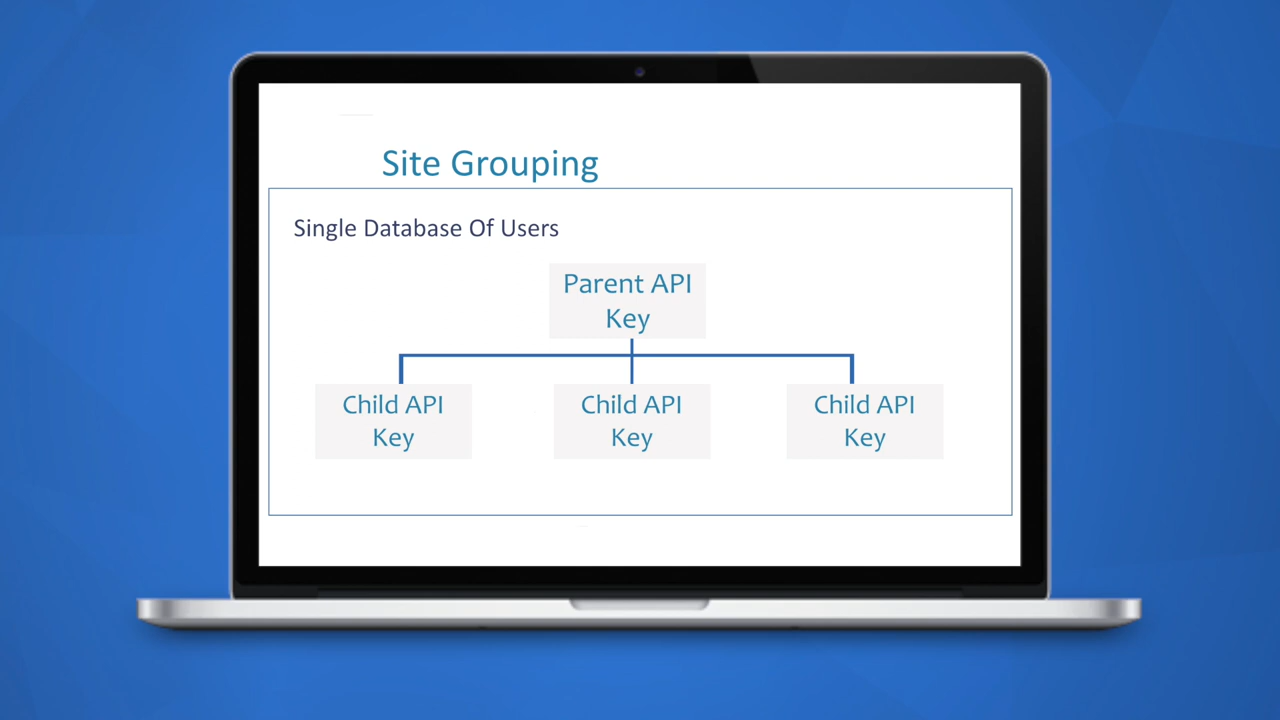 Site Grouping
Single Database Of Users
Parent API
Key
Child API
Key
Child API
Key
Child API
Key